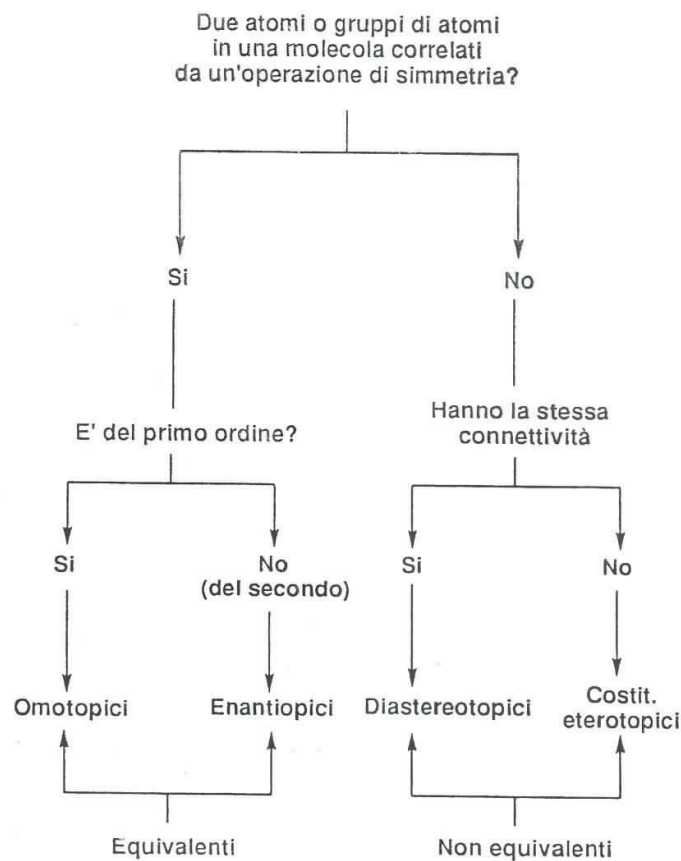 Due atomi o gruppi di atomi
in una molecola correlati
da un'operazione di simmetria?
Si
No
E' del primo ordine?
Hanno la stessa
connettività
Si
No
(del secondo)
Si
No
Omotopici
Enantiopici
Diastereotopici
Costit.
eterotopici
Equivalenti
Non equivalenti